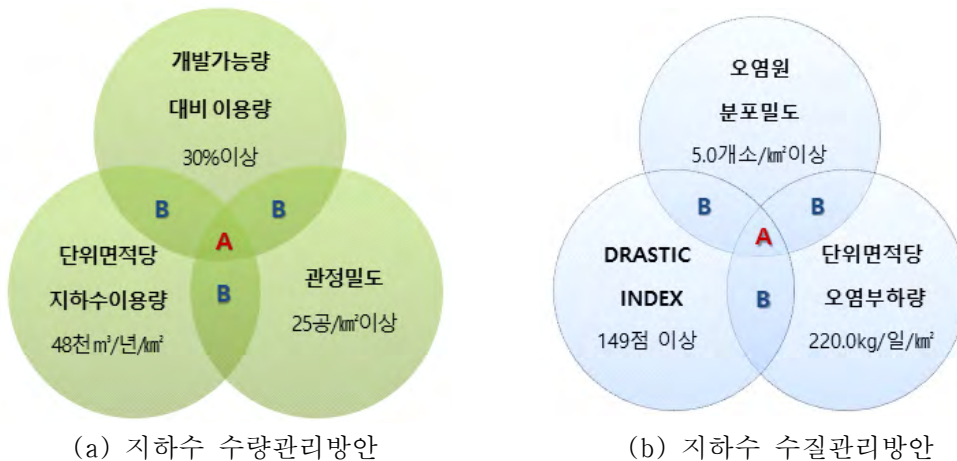 개발가능량
대비 이용량
30%이상
B
B
A
단위면적당
지하수이용량
48천㎥/년/㎢
B
관정밀도
25공/㎢이상
(a) 지하수 수량관리방안
오염원
분포밀도
5.0개소/㎢이상
B
B
A
DRASTIC
INDEX
149점 이상
B
단위면적당
오염부하량
220.0kg/일/㎢
(b) 지하수 수질관리방안